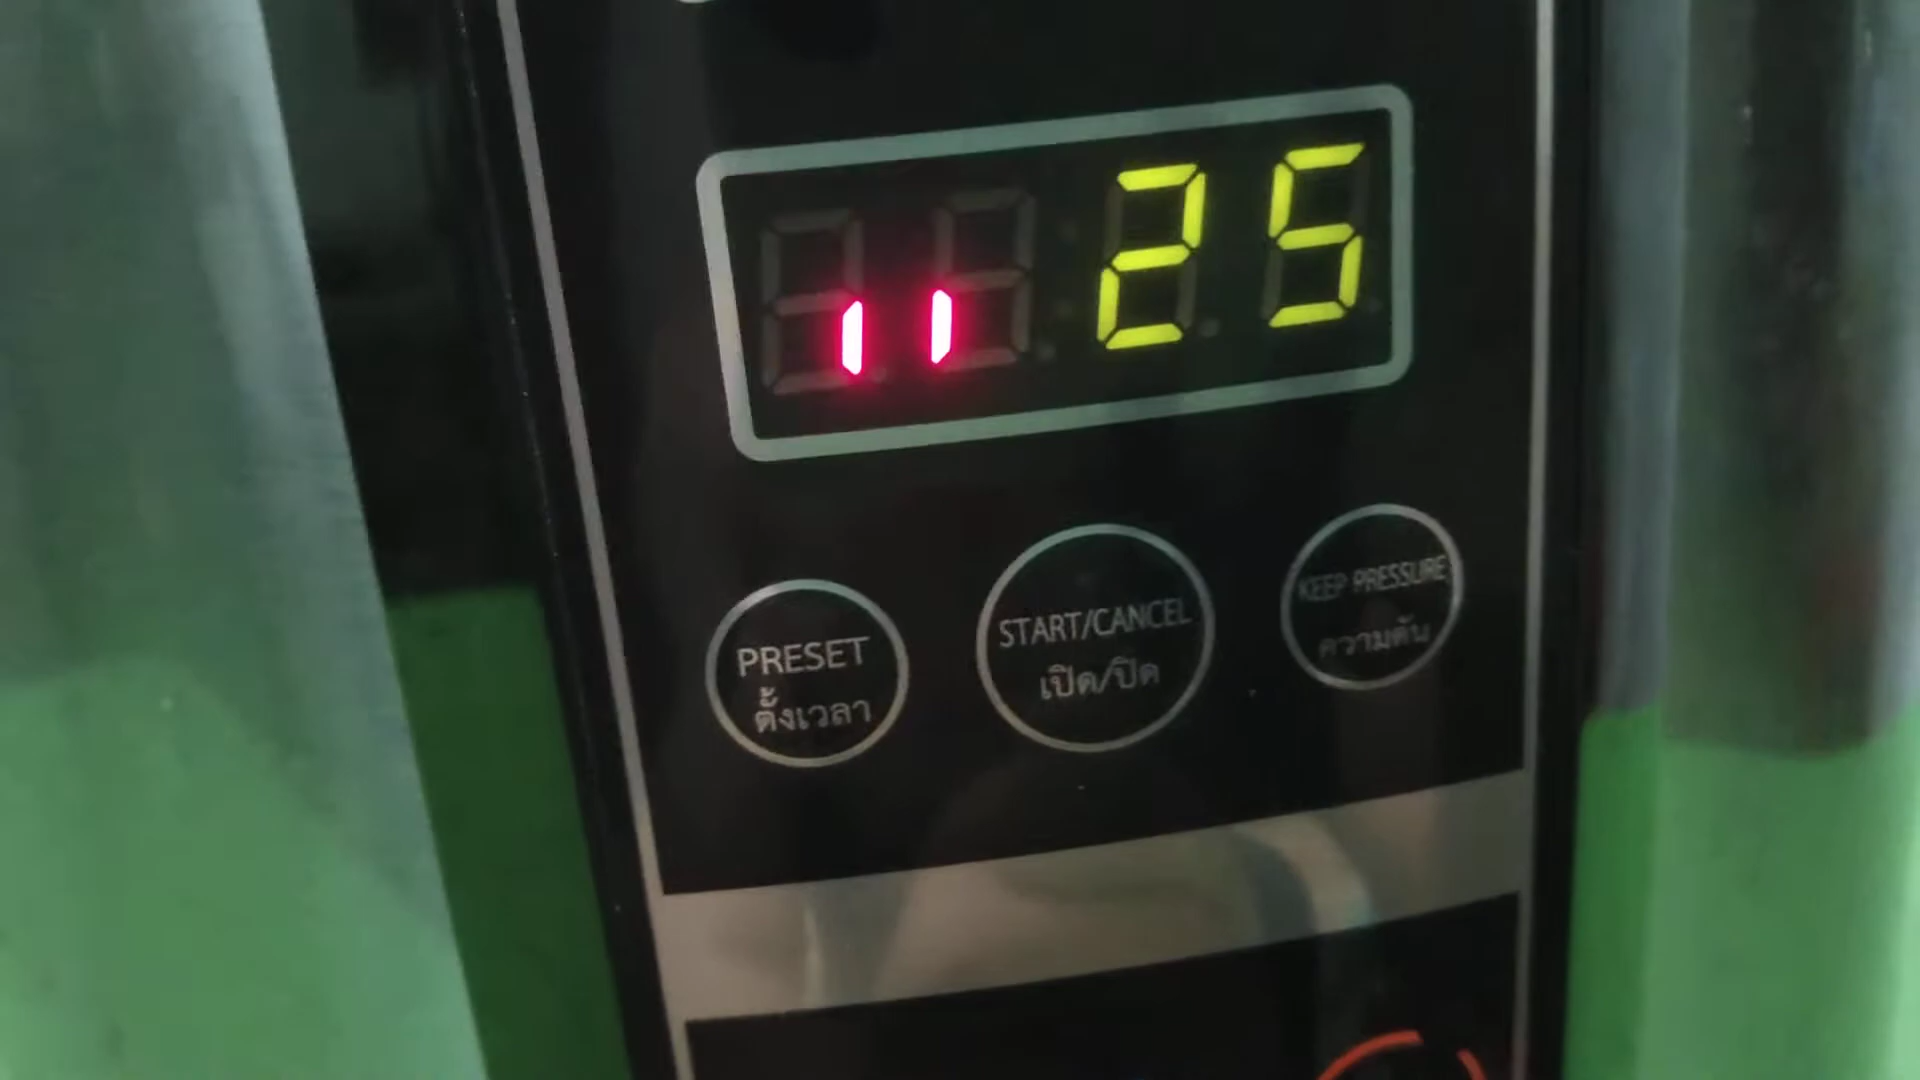 25
PRESET
ตั้งเวลา
START/CANCEL
เปิด/ปิด
KEEP PRESSURE
ความดัน